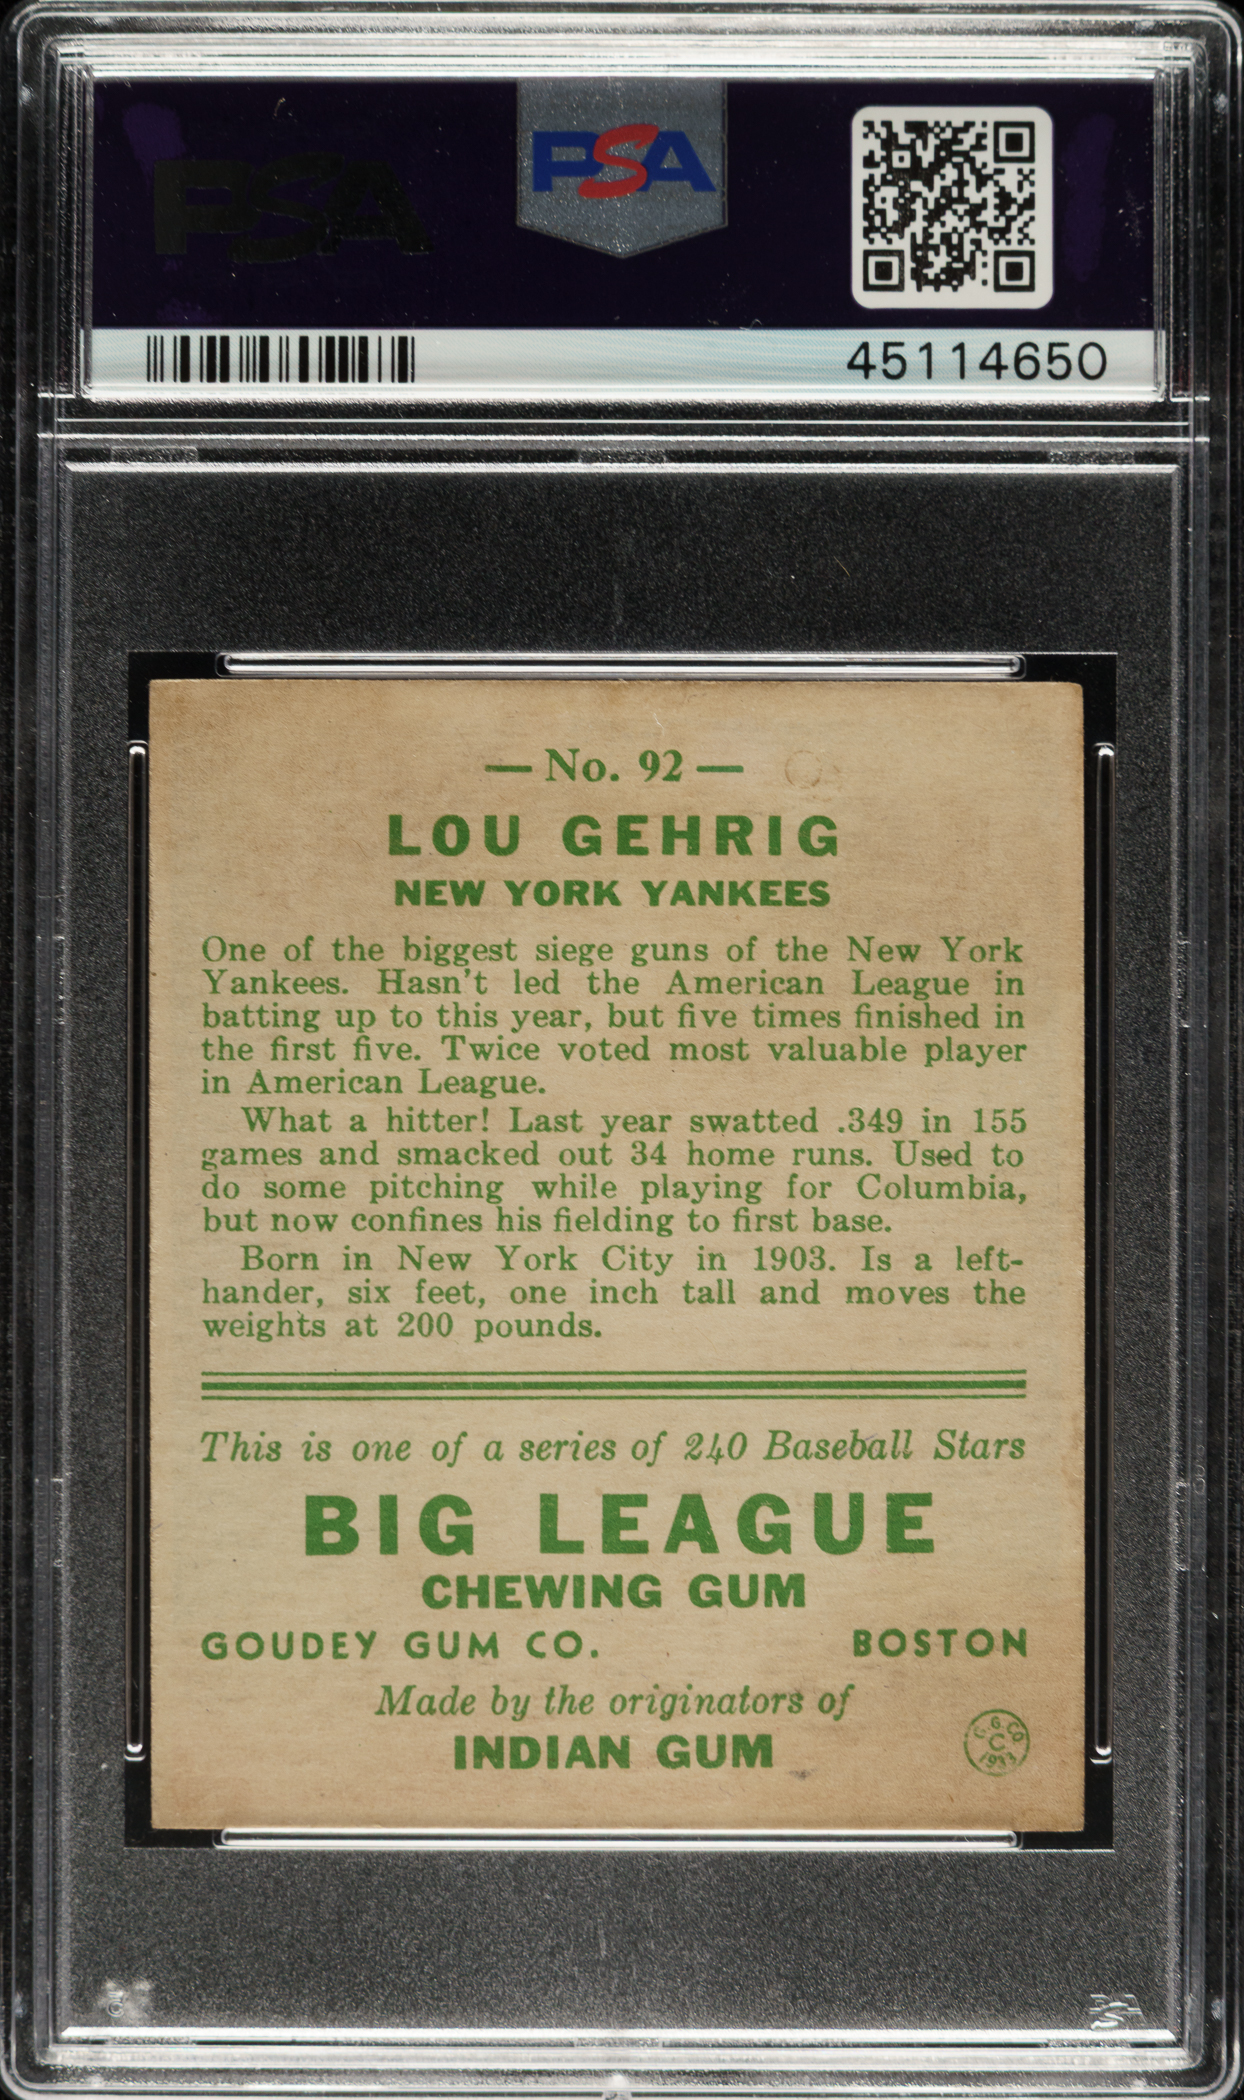 PSA
PSA
45114650
— No. 92 —
LOU GEHRIG
NEW YORK YANKEES
One of the biggest siege guns of the New York
Yankees. Hasn't led the American League in
batting up to this year, but five times finished in
the first five. Twice voted most valuable player
in American League.
What a hitter! Last year swatted .349 in 155
games and smacked out 34 home runs. Used to
do some pitching while playing for Columbia,
but now confines his fielding to first base.
Born in New York City in 1903. Is a left-
hander, six feet, one inch tall and moves the
weights at 200 pounds.
This is one of a series of 240 Baseball Stars
BIG LEAGUE
CHEWING GUM
GOUDEY GUM CO. BOSTON
Made by the originators of
INDIAN GUM
G. G. CO
C
1933
PSA